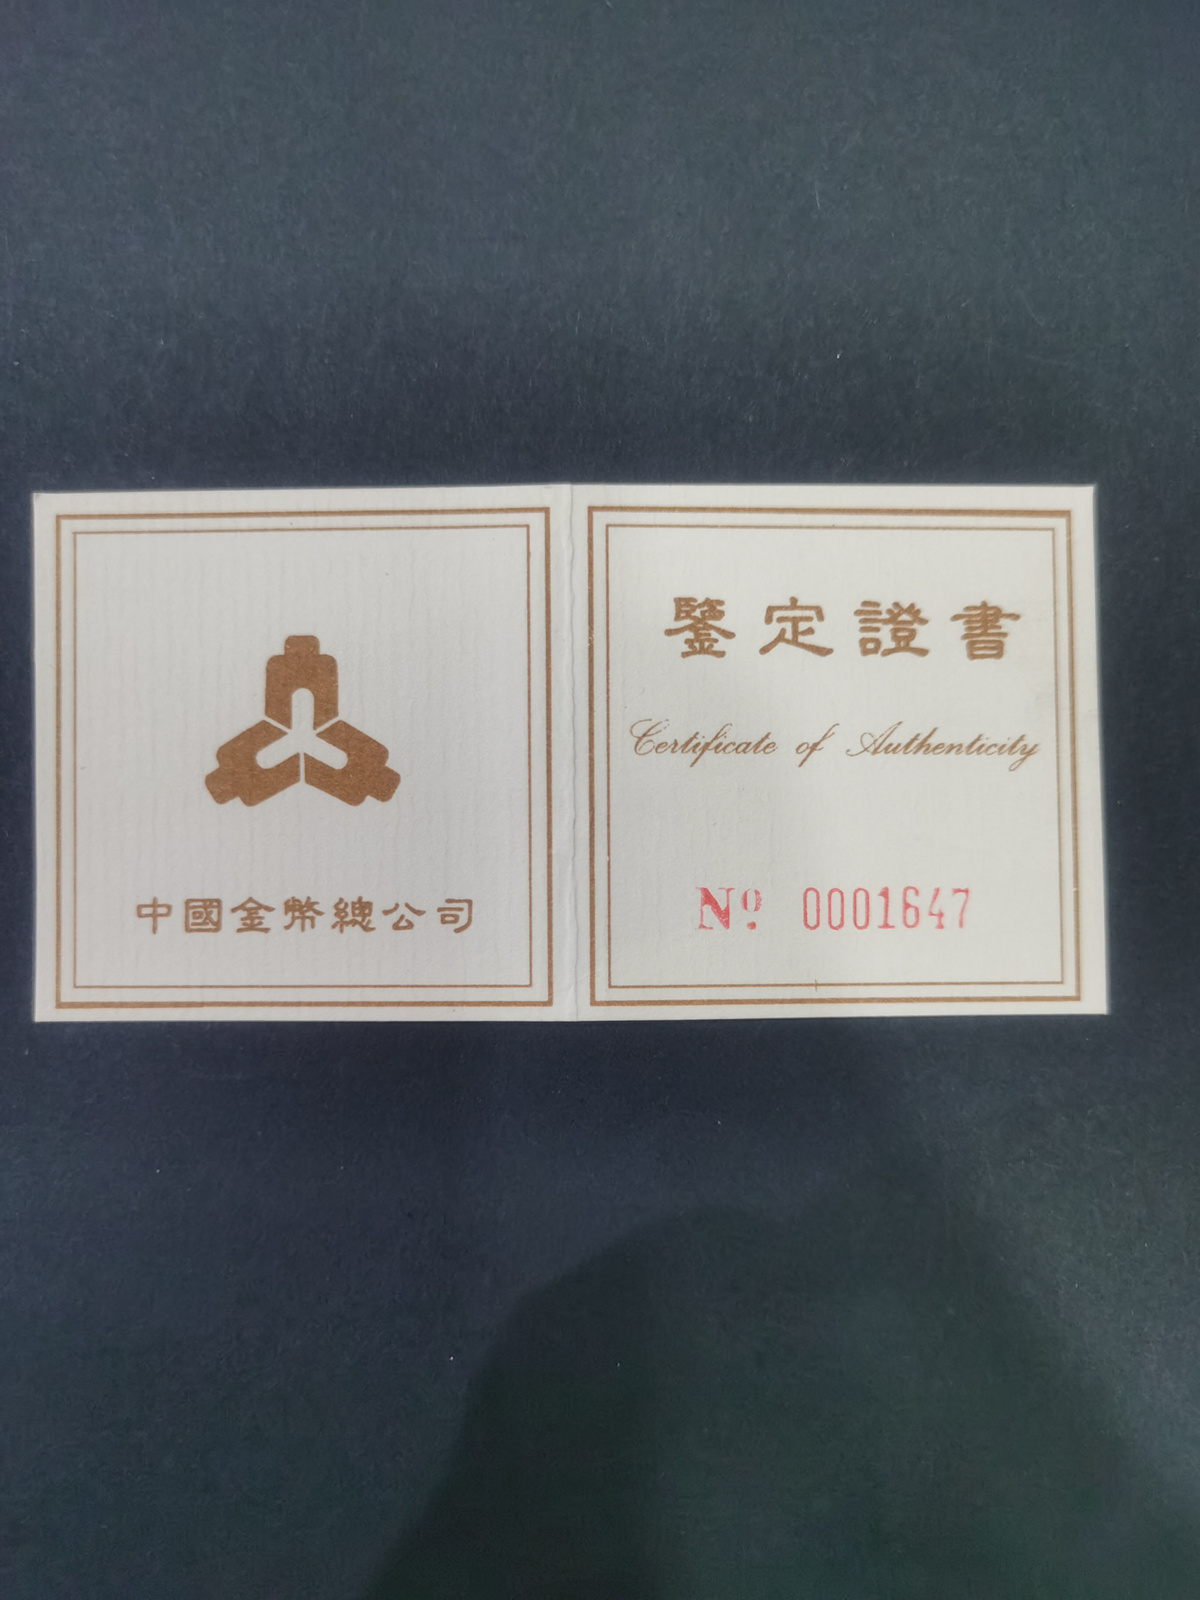 中國金幣總公司
鑒定證書
Certificate of Authenticity
Nº 0001647